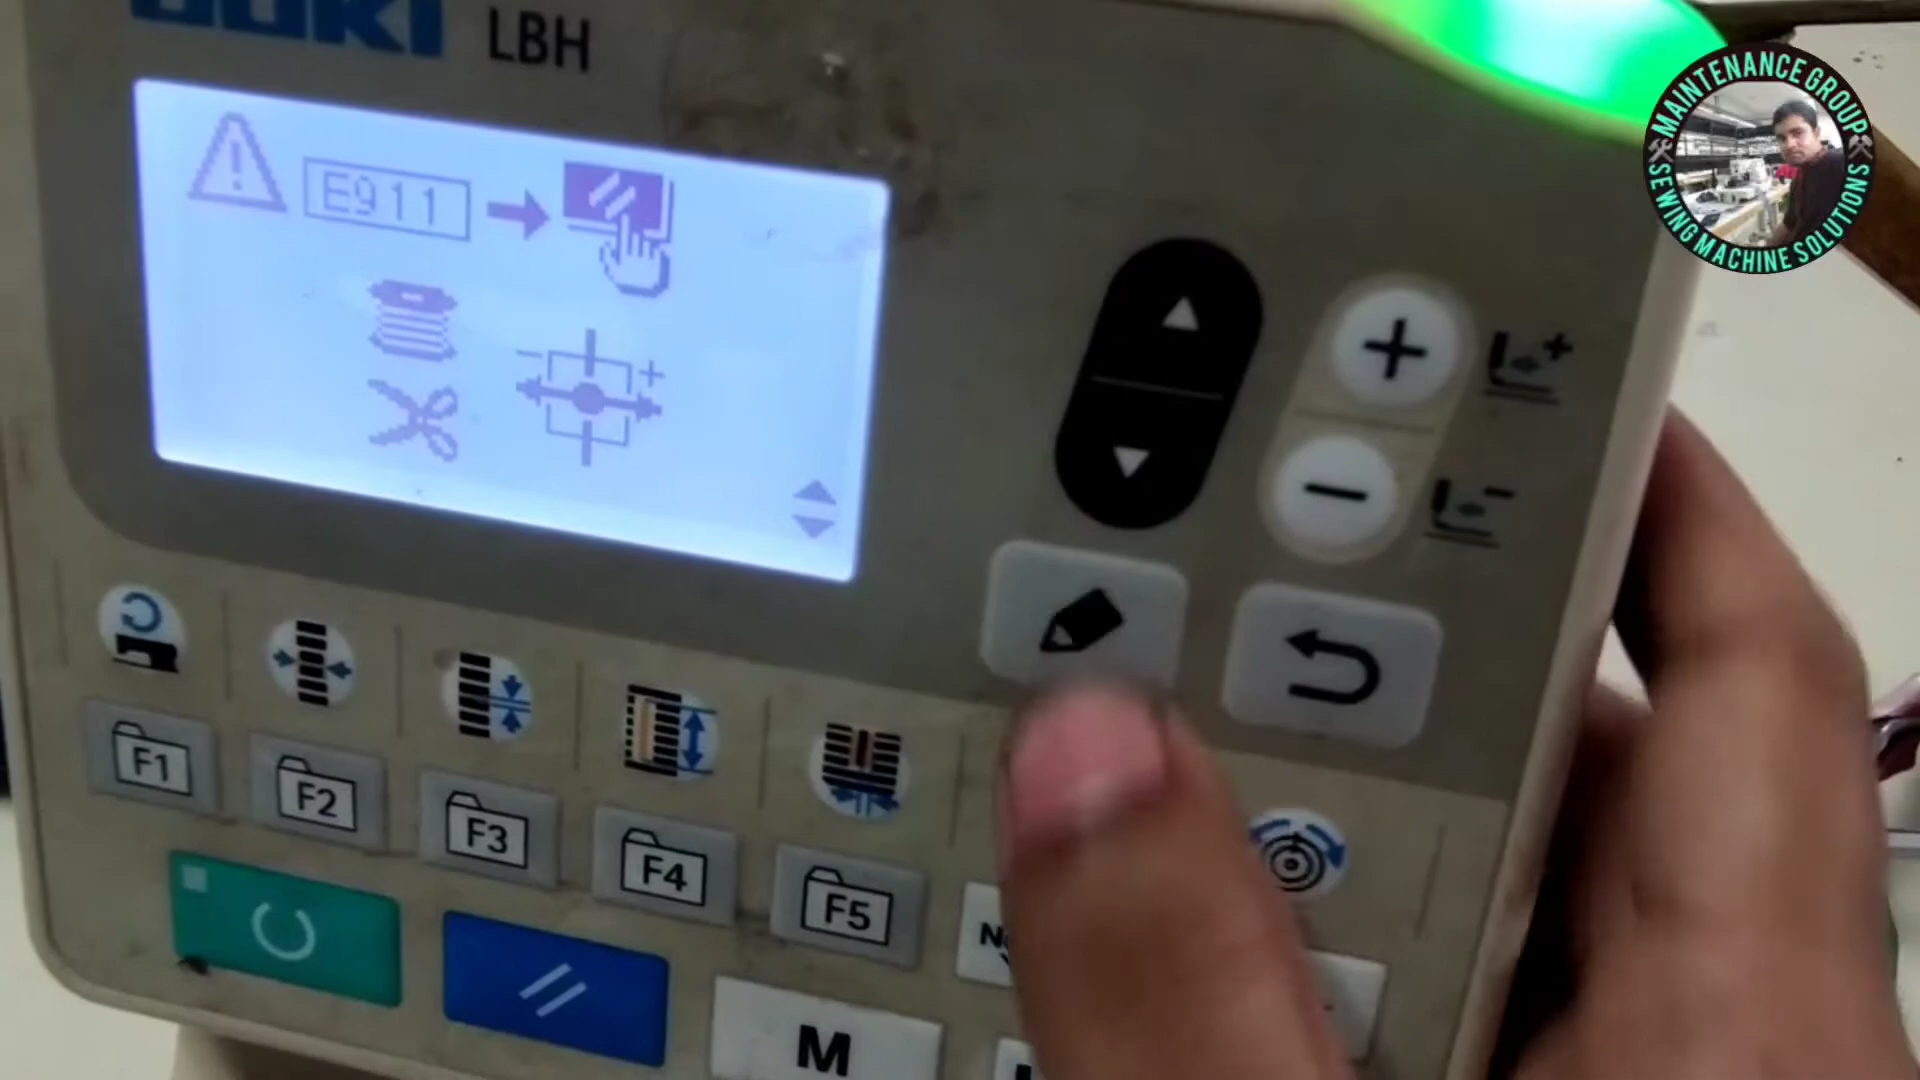 JUKI LBH
E911
F1
F2
F3
F4
F5
M
MAINTENANCE GROUP
SEWING MACHINE SOLUTIONS